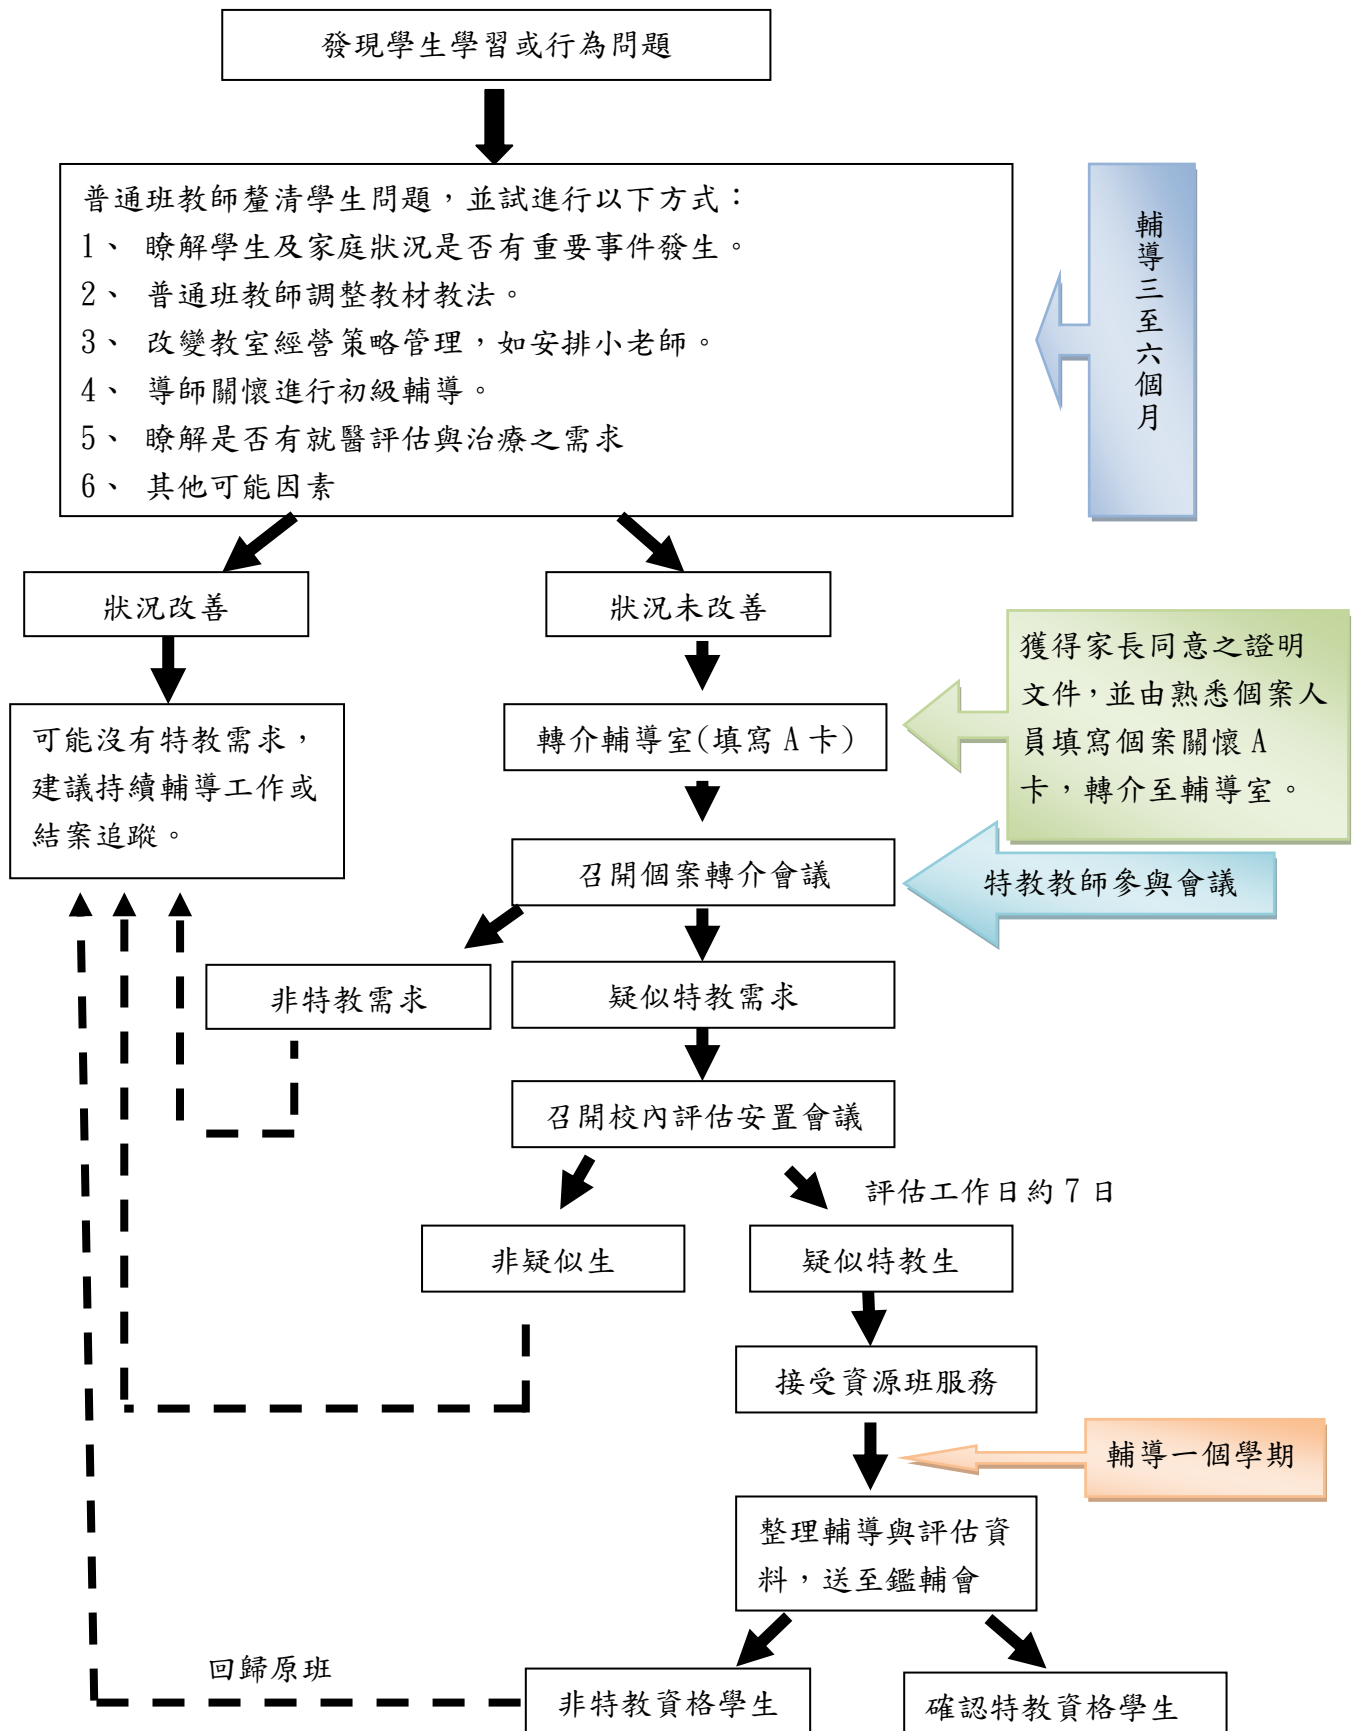 發現學生學習或行為問題
普通班教師釐清學生問題，並試進行以下方式：
1、 瞭解學生及家庭狀況是否有重要事件發生。
2、 普通班教師調整教材教法。
3、 改變教室經營策略管理，如安排小老師。
4、 導師關懷進行初級輔導。
5、 瞭解是否有就醫評估與治療之需求
6、 其他可能因素
輔導三至六個月
狀況改善
狀況未改善
可能沒有特教需求，
建議持續輔導工作或
結案追蹤。
轉介輔導室(填寫 A 卡)
獲得家長同意之證明
文件，並由熟悉個案人
員填寫個案關懷 A
卡，轉介至輔導室。
召開個案轉介會議
特教教師參與會議
非特教需求
疑似特教需求
召開校內評估安置會議
評估工作日約 7 日
非疑似生
疑似特教生
接受資源班服務
輔導一個學期
整理輔導與評估資
料，送至鑑輔會
回歸原班
非特教資格學生
確認特教資格學生